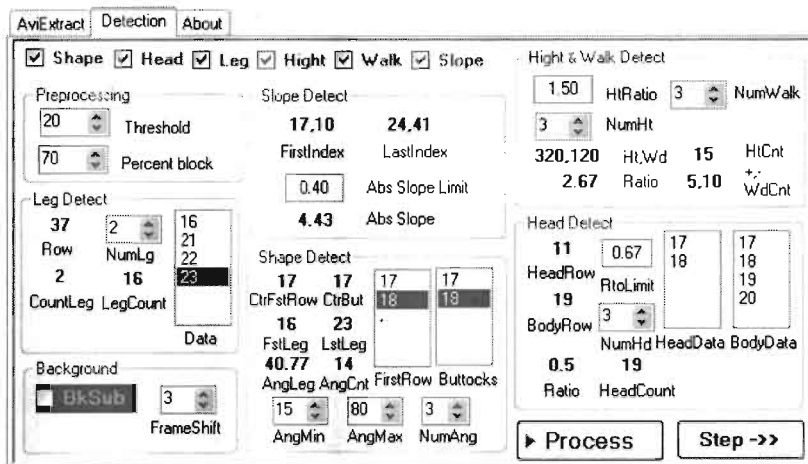 AviExtract Detection About
Shape Head Leg Hight Walk Slope
Preprocessing
20 Threshold
70 Percent block
Leg Detect
37 2
Row NumLg
2 16
CountLeg LegCount
16
21
22
23
Data
Background
BkSub 3
FrameShift
Slope Detect
17,10 24,41
FirstIndex LastIndex
0.40 Abs Slope Limit
4.43 Abs Slope
Shape Detect
17 17
CtrFstRow CtrBut
16 23
FstLeg LstLeg
40.77 14
AngLeg AngCnt
17
18
FirstRow
17
18
Buttocks
15 80 3
AngMin AngMax NumAng
Hight & Walk Detect
1.50 HtRatio 3 NumWalk
3 NumHt
320,120 Ht,Wd 15 HtCnt
2.67 Ratio 5,10 +,- WdCnt
Head Detect
11 0.67
HeadRow RtoLimit
19 3
BodyRow NumHd
0.5 19
Ratio HeadCount
17
18
HeadData
17
18
19
20
BodyData
Process Step ->>